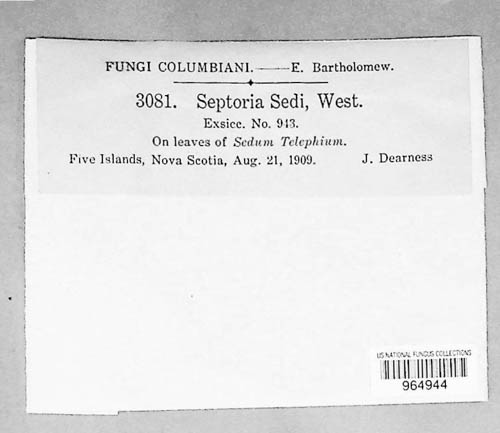 FUNGI COLUMBIANI.——E. Bartholomew.
3081. Septoria Sedi, West.
Exsicc. No. 943.
On leaves of Sedum Telephium.
Five Islands, Nova Scotia, Aug. 21, 1909. J. Dearness
US NATIONAL FUNGUS COLLECTIONS
964944